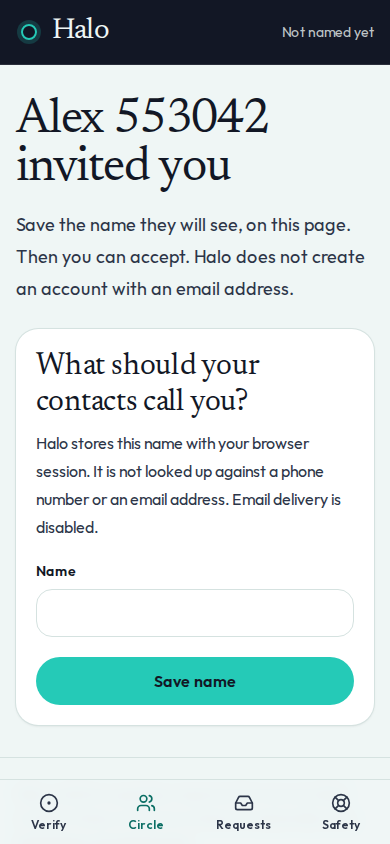 Halo
Not named yet
Alex 553042
invited you
Save the name they will see, on this page.
Then you can accept. Halo does not create
an account with an email address.
What should your
contacts call you?
Halo stores this name with your browser
session. It is not looked up against a phone
number or an email address. Email delivery is
disabled.
Name
Save name
Verify
Circle
Requests
Safety